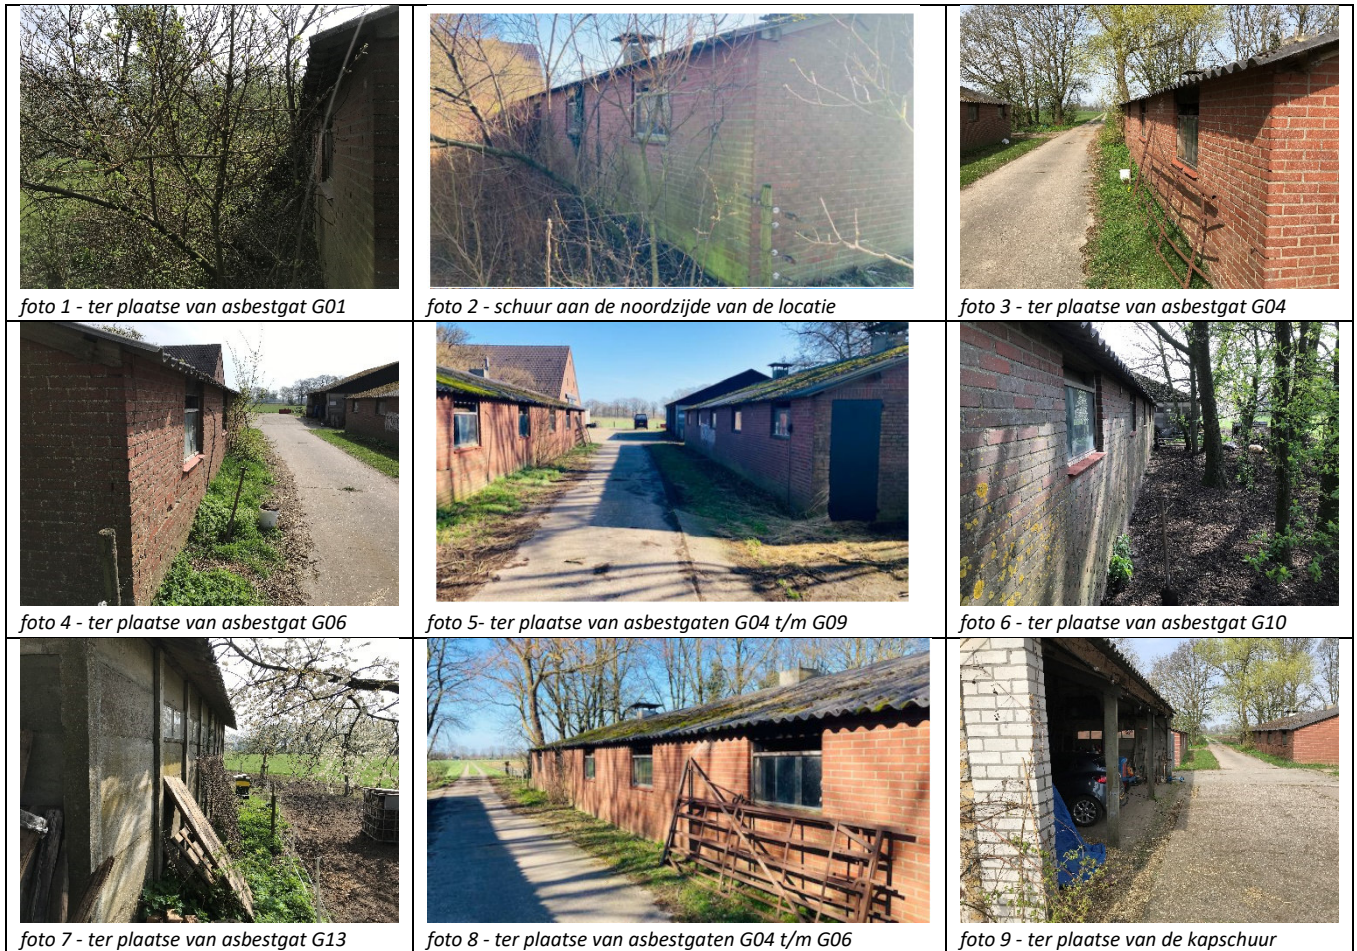 foto 1 - ter plaatse van asbestgat G01
foto 2 - schuur aan de noordzijde van de locatie
foto 3 - ter plaatse van asbestgat G04
foto 4 - ter plaatse van asbestgat G06
foto 5- ter plaatse van asbestgaten G04 t/m G09
foto 6 - ter plaatse van asbestgat G10
foto 7 - ter plaatse van asbestgat G13
foto 8 - ter plaatse van asbestgaten G04 t/m G06
foto 9 - ter plaatse van de kapschuur